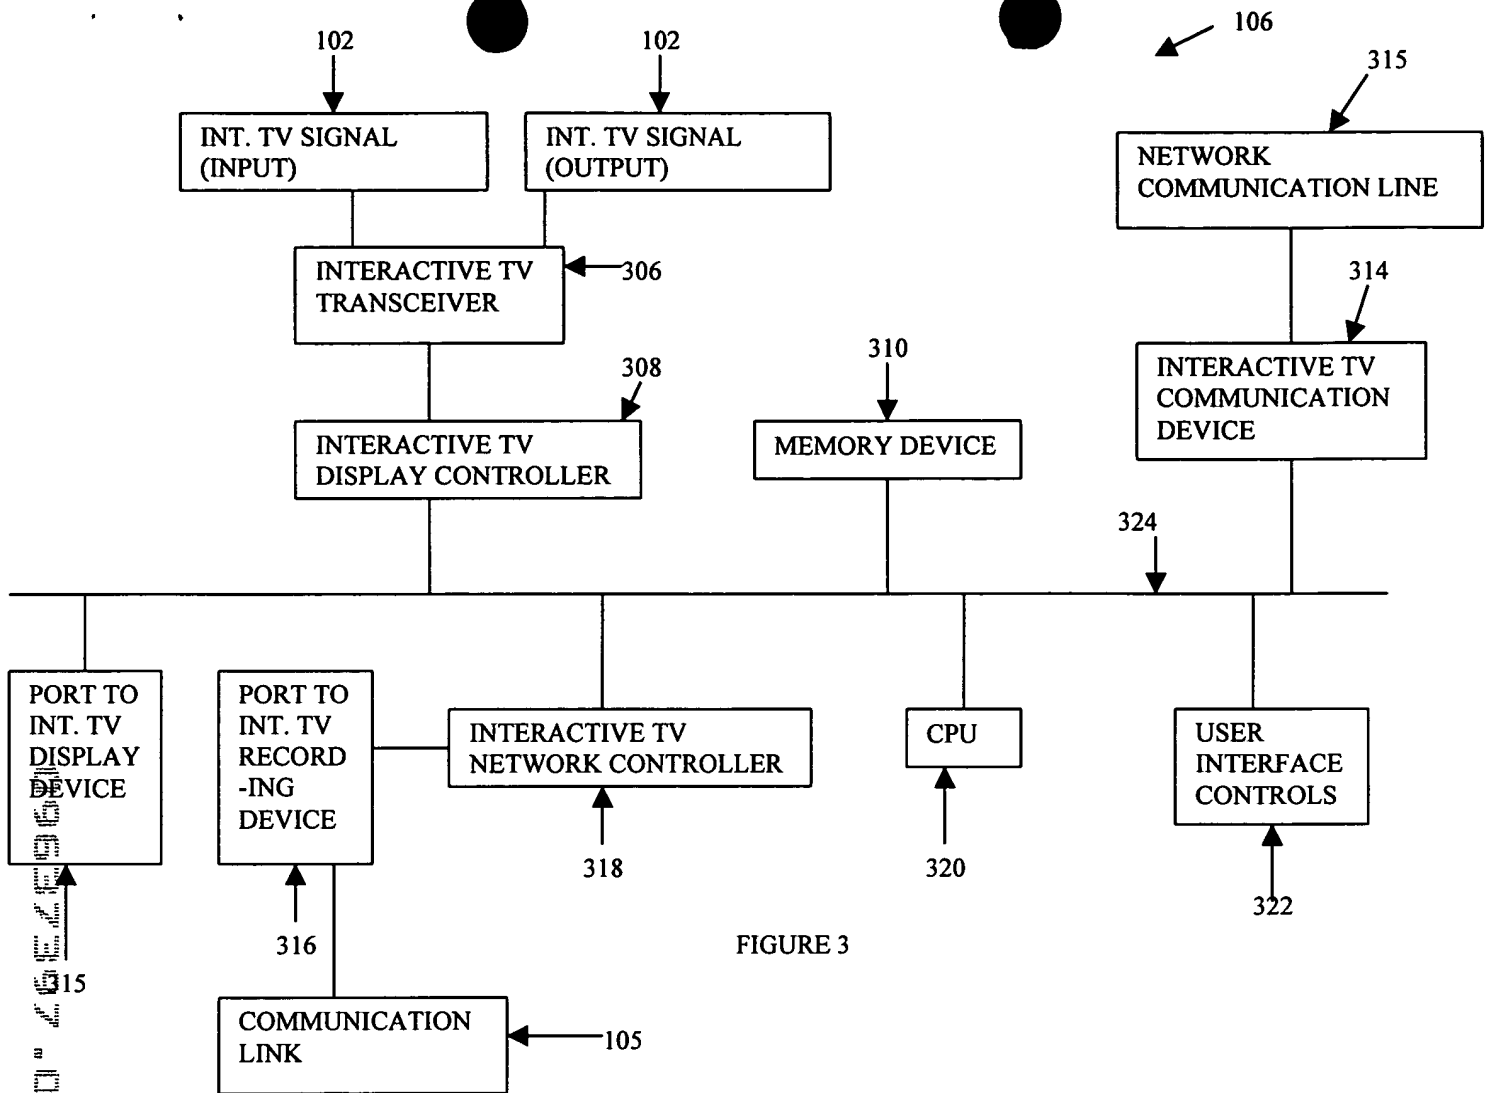 106
102
102
315
INT. TV SIGNAL
(INPUT)
INT. TV SIGNAL
(OUTPUT)
NETWORK
COMMUNICATION LINE
INTERACTIVE TV
TRANSCEIVER
306
314
308
310
INTERACTIVE TV
COMMUNICATION
DEVICE
INTERACTIVE TV
DISPLAY CONTROLLER
MEMORY DEVICE
324
PORT TO
INT. TV
DISPLAY
DEVICE
PORT TO
INT. TV
RECORD
-ING
DEVICE
INTERACTIVE TV
NETWORK CONTROLLER
CPU
USER
INTERFACE
CONTROLS
318
320
322
316
315
FIGURE 3
COMMUNICATION
LINK
105